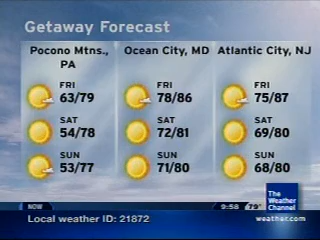 Getaway Forecast
Pocono Mtns., PA
FRI
63/79
SAT
54/78
SUN
53/77
Ocean City, MD
FRI
78/86
SAT
72/81
SUN
71/80
Atlantic City, NJ
FRI
75/87
SAT
69/80
SUN
68/80
NOW
9:58 79°
The
Weather
Channel
Local weather ID: 21872
weather.com